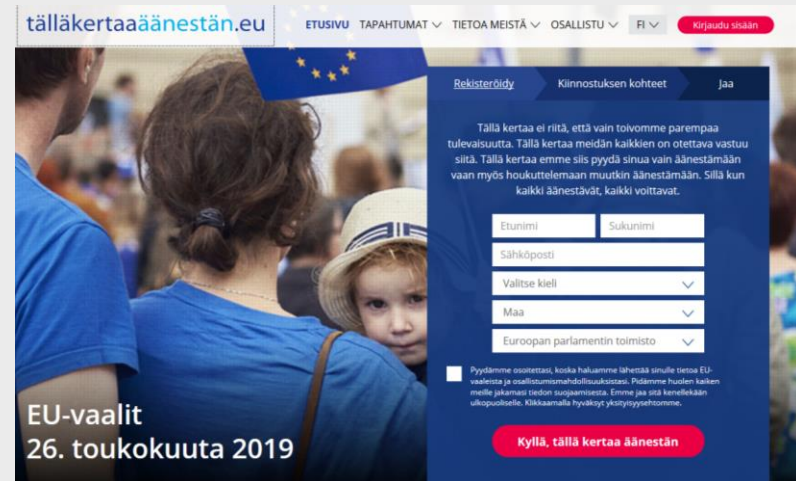 tälläkertaaäänestän.eu
ETUSIVU TAPAHTUMAT TIETOA MEISTÄ OSALLISTU FI Kirjaudu sisään
Rekisteröidy Kiinnostuksen kohteet Jaa
Tällä kertaa ei riitä, että vain toivomme parempaa
tulevaisuutta. Tällä kertaa meidän kaikkien on otettava vastuu
siitä. Tällä kertaa emme siis pyydä sinua vain äänestämään
vaan myös houkuttelemaan muutkin äänestämään. Sillä kun
kaikki äänestävät, kaikki voittavat.
Etunimi Sukunimi
Sähköposti
Valitse kieli
Maa
Euroopan parlamentin toimisto
Pyydämme osoitettasi, koska haluamme lähettää sinulle tietoa EU-
vaaleista ja osallistumismahdollisuuksistasi. Pidämme huolen kaiken
meille jakamasi tiedon suojaamisesta. Emme jaa sitä kenellekään
ulkopuoliselle. Klikkaamalla hyväksyt yksityisyysehtomme.
Kyllä, tällä kertaa äänestän
EU-vaalit
26. toukokuuta 2019